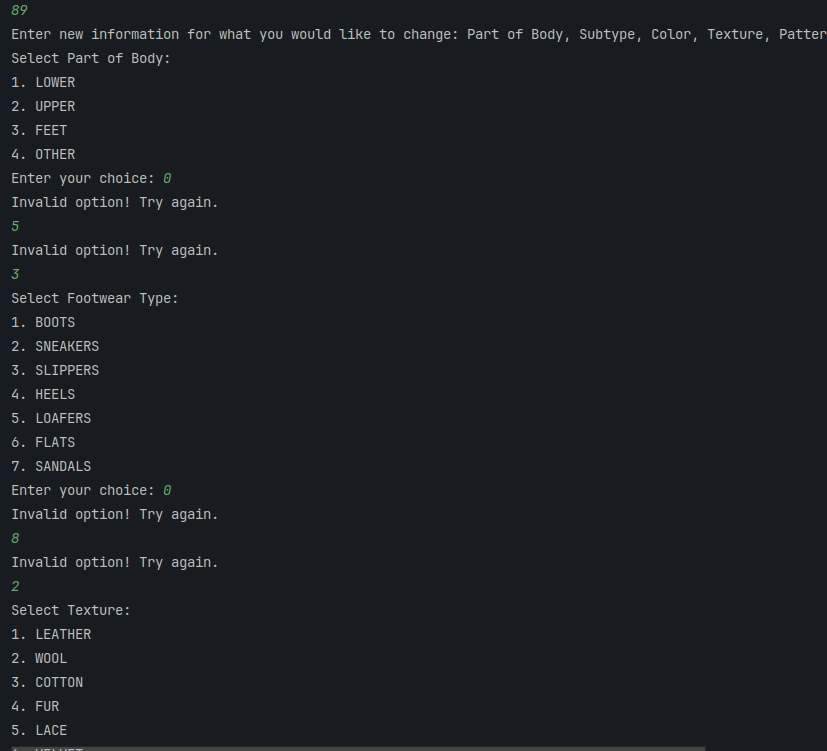 89
Enter new information for what you would like to change: Part of Body, Subtype, Color, Texture, Patter
Select Part of Body:
1. LOWER
2. UPPER
3. FEET
4. OTHER
Enter your choice: 0
Invalid option! Try again.
5
Invalid option! Try again.
3
Select Footwear Type:
1. BOOTS
2. SNEAKERS
3. SLIPPERS
4. HEELS
5. LOAFERS
6. FLATS
7. SANDALS
Enter your choice: 0
Invalid option! Try again.
8
Invalid option! Try again.
2
Select Texture:
1. LEATHER
2. WOOL
3. COTTON
4. FUR
5. LACE